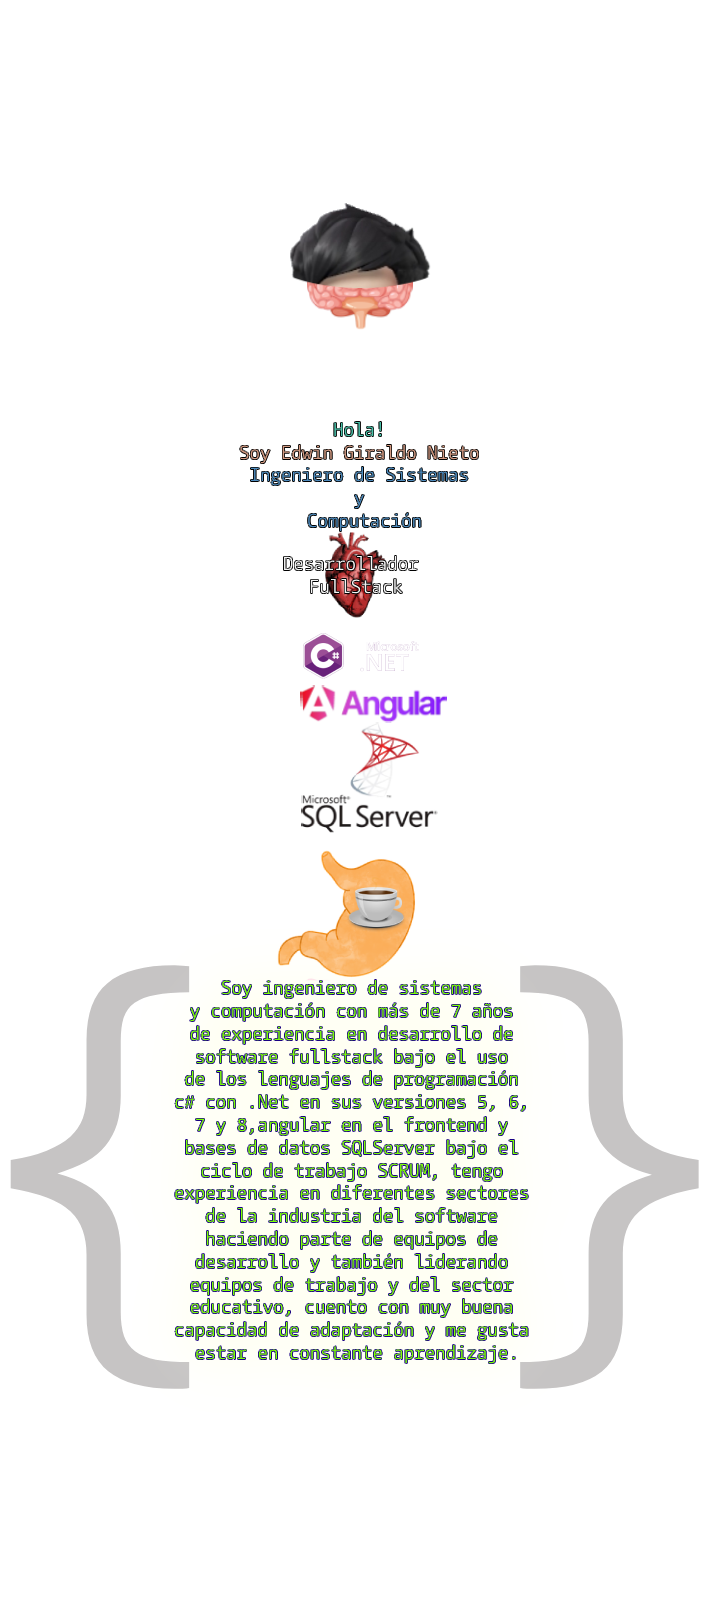 Hola!
Soy Edwin Giraldo Nieto
Ingeniero de Sistemas
y
Computación
Desarrollador
FullStack
C#
Microsoft
.NET
Angular
Microsoft®
SQL Server®
Soy ingeniero de sistemas
y computación con más de 7 años
de experiencia en desarrollo de
software fullstack bajo el uso
de los lenguajes de programación
c# con .Net en sus versiones 5, 6,
7 y 8,angular en el frontend y
bases de datos SQLServer bajo el
ciclo de trabajo SCRUM, tengo
experiencia en diferentes sectores
de la industria del software
haciendo parte de equipos de
desarrollo y también liderando
equipos de trabajo y del sector
educativo, cuento con muy buena
capacidad de adaptación y me gusta
estar en constante aprendizaje.